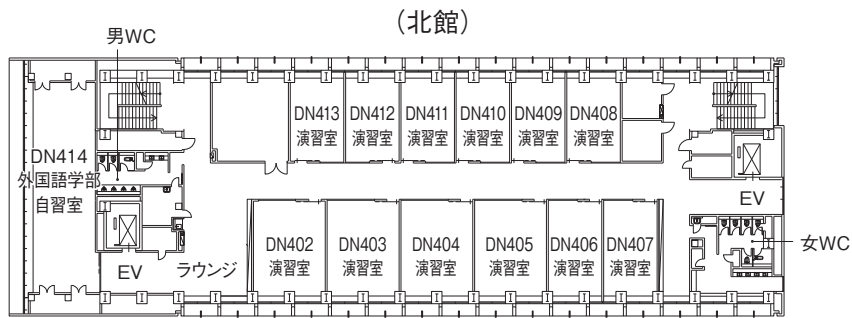 （北館）
男WC
DN413
演習室
DN412
演習室
DN411
演習室
DN410
演習室
DN409
演習室
DN408
演習室
DN414
外国語学部
自習室
EV
DN402
演習室
DN403
演習室
DN404
演習室
DN405
演習室
DN406
演習室
DN407
演習室
女WC
EV
ラウンジ